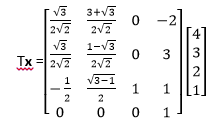 Tx = [ √3/2√2 3+√3/2√2 0 −2 ] [4]
[ √3/2√2 1−√3/2√2 0 3 ] [3]
[ −1/2 √3−1/2 1 1 ] [2]
[ 0 0 0 1 ] [1]